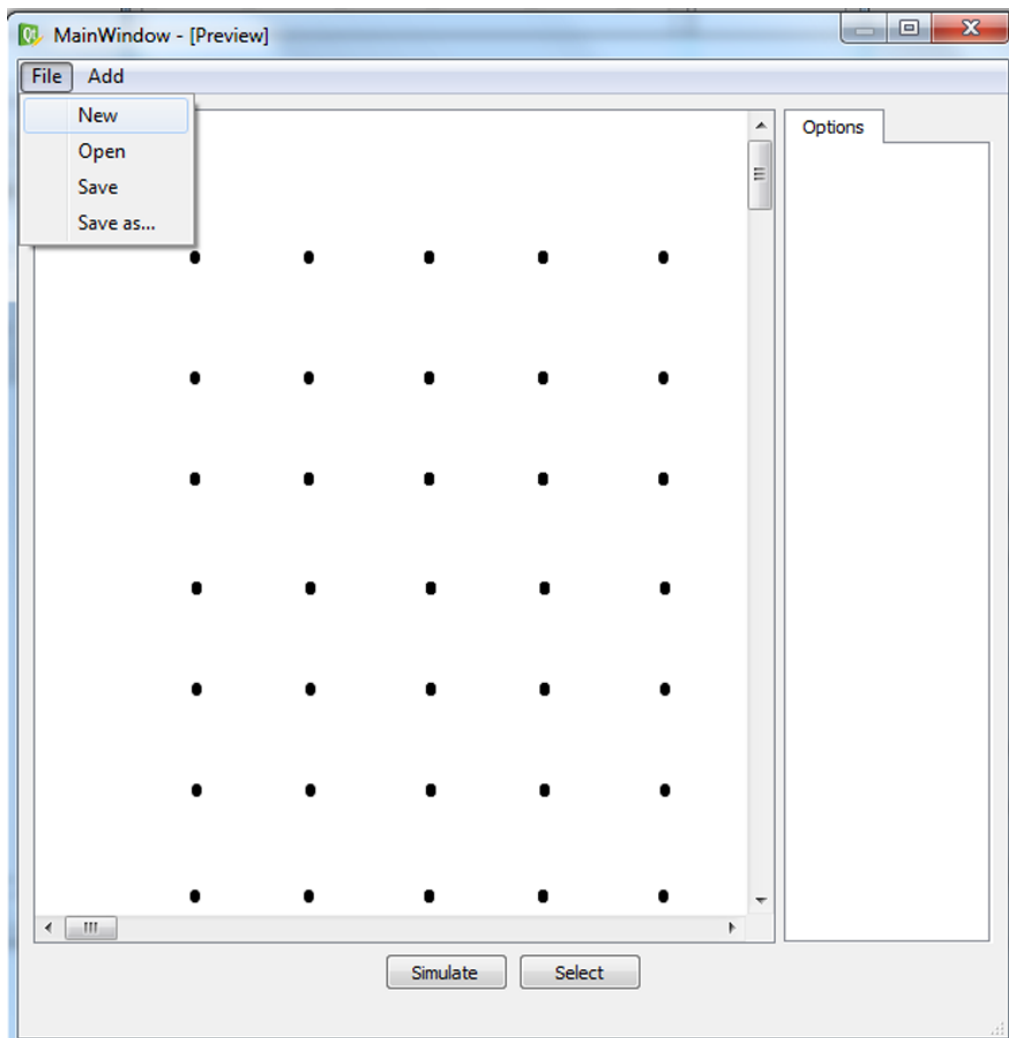 MainWindow - [Preview]
File Add
New
Open
Save
Save as...
Options
Simulate Select